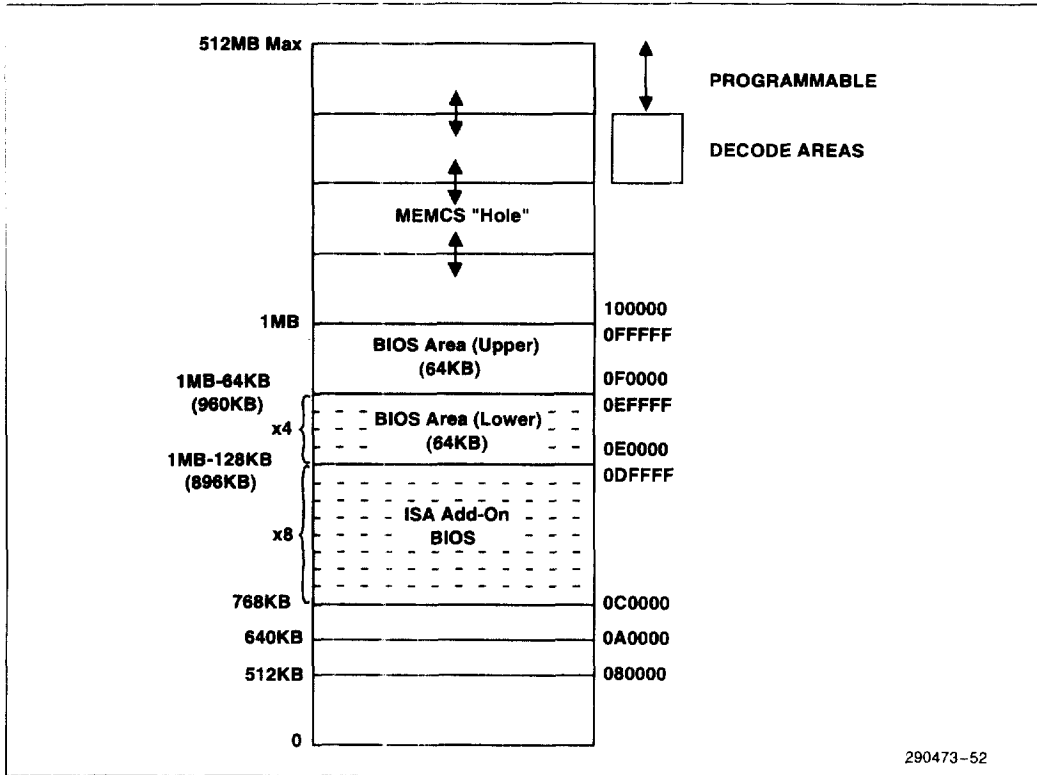 512MB Max
PROGRAMMABLE
DECODE AREAS
MEMCS "Hole"
1MB
100000
0FFFFF
BIOS Area (Upper)
(64KB)
0F0000
1MB-64KB
(960KB)
0EFFFF
x4
BIOS Area (Lower)
(64KB)
0E0000
1MB-128KB
(896KB)
0DFFFF
x8
ISA Add-On
BIOS
768KB
0C0000
640KB
0A0000
512KB
080000
0
290473-52